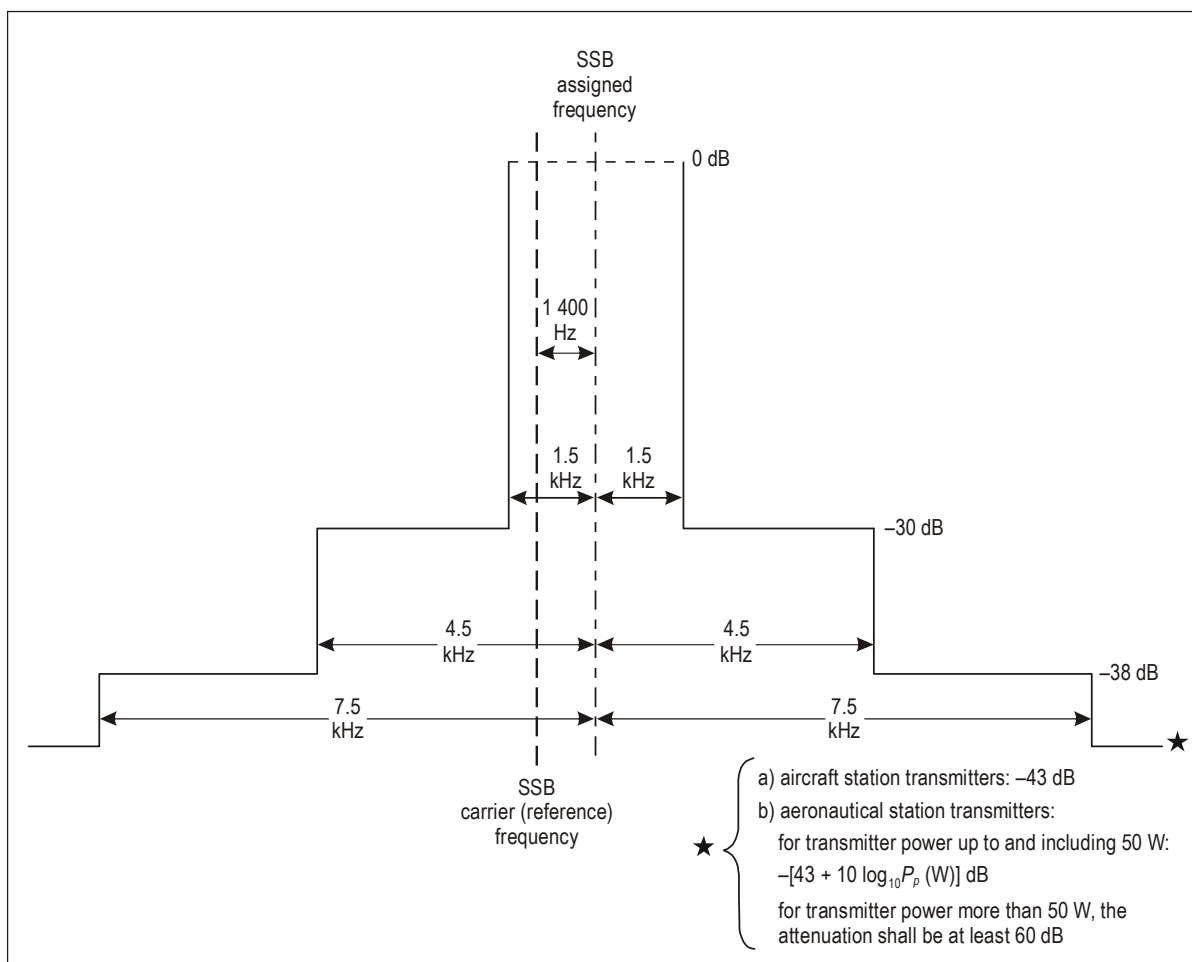 SSB
assigned
frequency
0 dB
1 400
Hz
1.5
kHz
1.5
kHz
–30 dB
4.5
kHz
4.5
kHz
–38 dB
7.5
kHz
7.5
kHz
★
SSB
carrier (reference)
frequency
★
a) aircraft station transmitters: –43 dB
b) aeronautical station transmitters:
for transmitter power up to and including 50 W:
–[43 + 10 log₁₀Pₚ (W)] dB
for transmitter power more than 50 W, the
attenuation shall be at least 60 dB